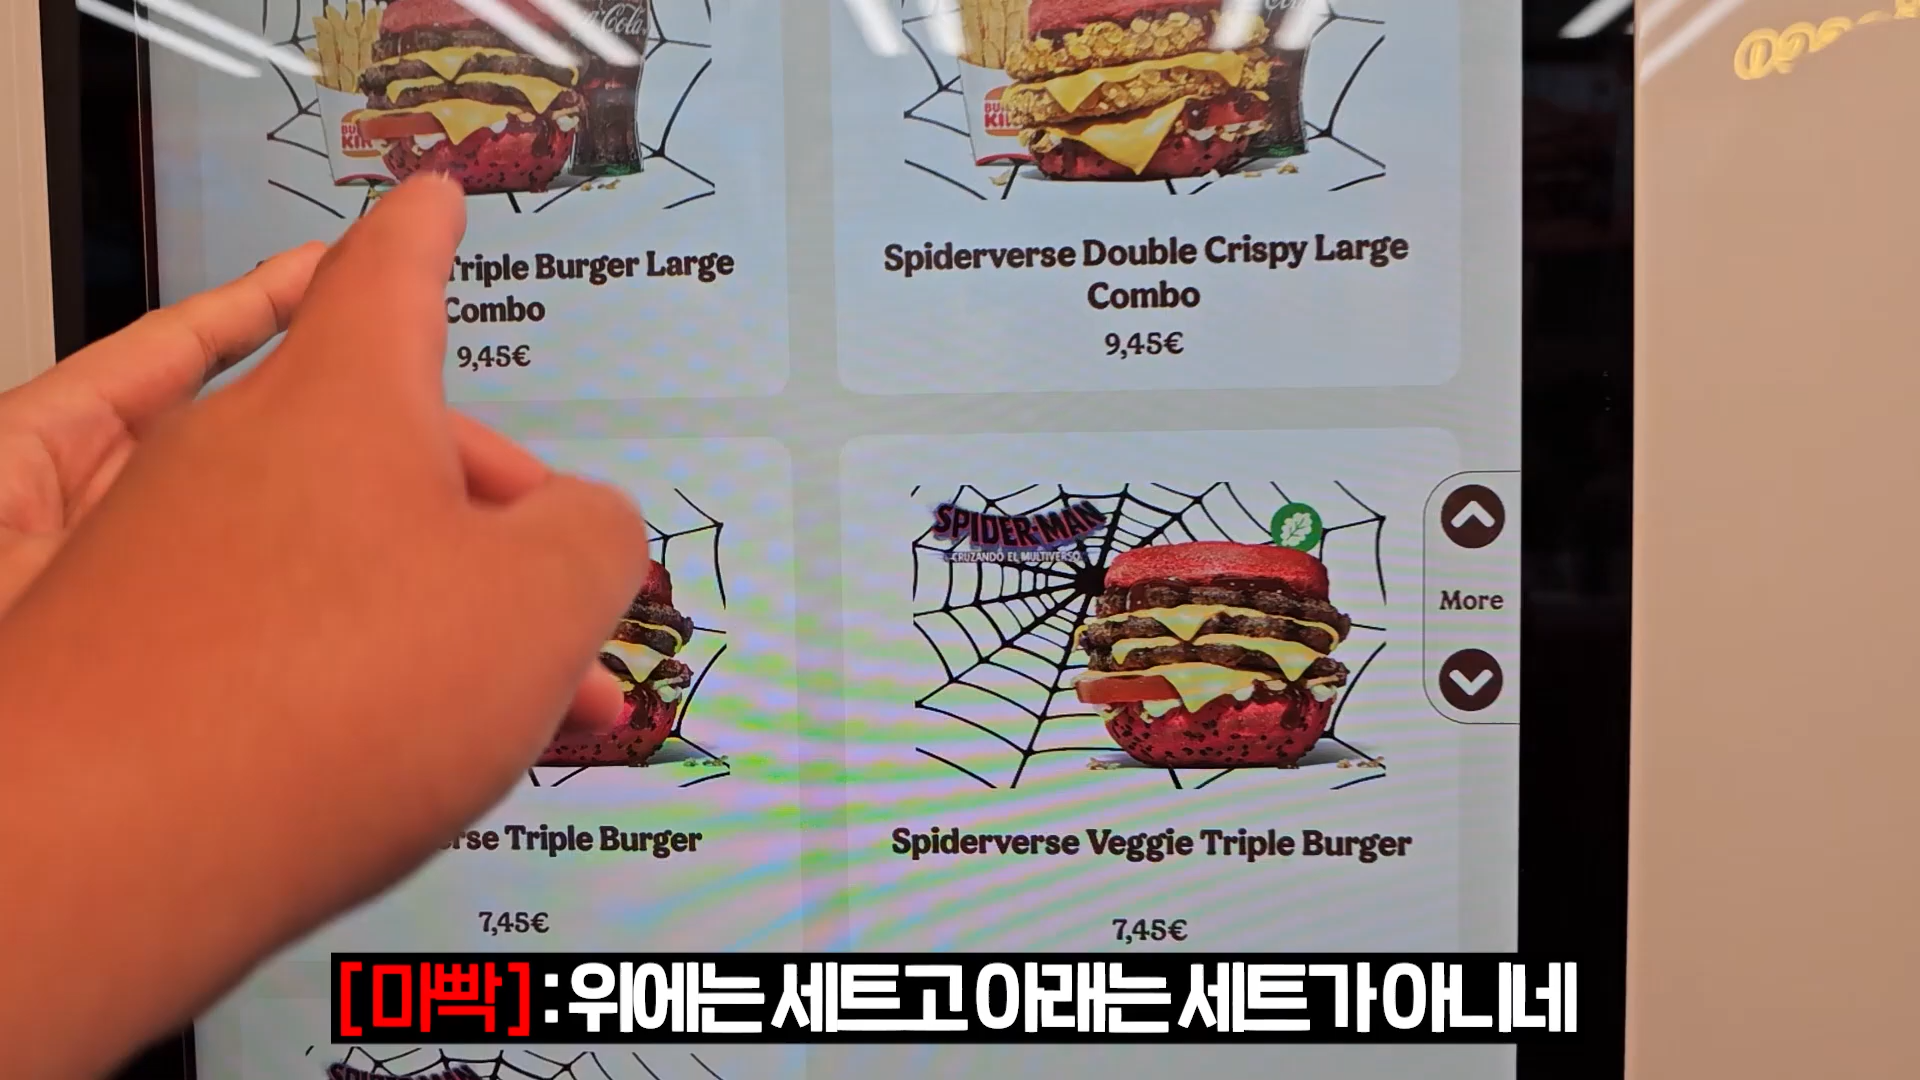 Triple Burger Large
Combo
9,45€
Spiderverse Double Crispy Large
Combo
9,45€
SPIDER-MAN
CRUZANDO EL MULTIVERSO
More
Triple Burger
7,45€
Spiderverse Veggie Triple Burger
7,45€
[마빡] : 위에는 세트고 아래는 세트가 아니네